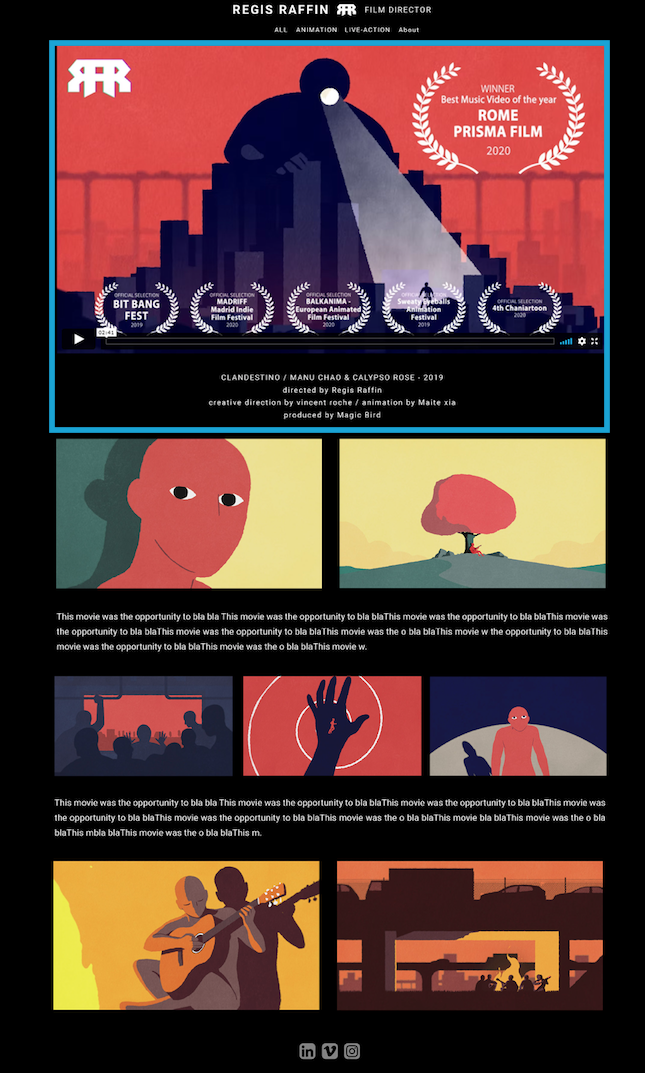 REGIS RAFFIN RFR FILM DIRECTOR
ALL ANIMATION LIVE-ACTION About
RFR
WINNER
Best Music Video of the year
ROME
PRISMA FILM
2020
OFFICIAL SELECTION
BIT BANG
FEST
2019
OFFICIAL SELECTION
MADRIFF
Madrid Indie
Film Festival
2020
OFFICIAL SELECTION
BALKANIMA -
European Animated
Film Festival
2020
OFFICIAL SELECTION
Sweaty Eyeballs
Animation
Festival
2019
OFFICIAL SELECTION
4th Chaniartoon
2020
02:41
CLANDESTINO / MANU CHAO & CALYPSO ROSE - 2019
directed by Regis Raffin
creative direction by vincent roche / animation by Maite xia
produced by Magic Bird
This movie was the opportunity to bla bla This movie was the opportunity to bla blaThis movie was the opportunity to bla blaThis movie was
the opportunity to bla blaThis movie was the opportunity to bla blaThis movie was the o bla blaThis movie w the opportunity to bla blaThis
movie was the opportunity to bla blaThis movie was the o bla blaThis movie w.
This movie was the opportunity to bla bla This movie was the opportunity to bla blaThis movie was the opportunity to bla blaThis movie was
the opportunity to bla blaThis movie was the opportunity to bla blaThis movie was the o bla blaThis movie bla blaThis movie was the o bla
blaThis mbla blaThis movie was the o bla blaThis m.
in